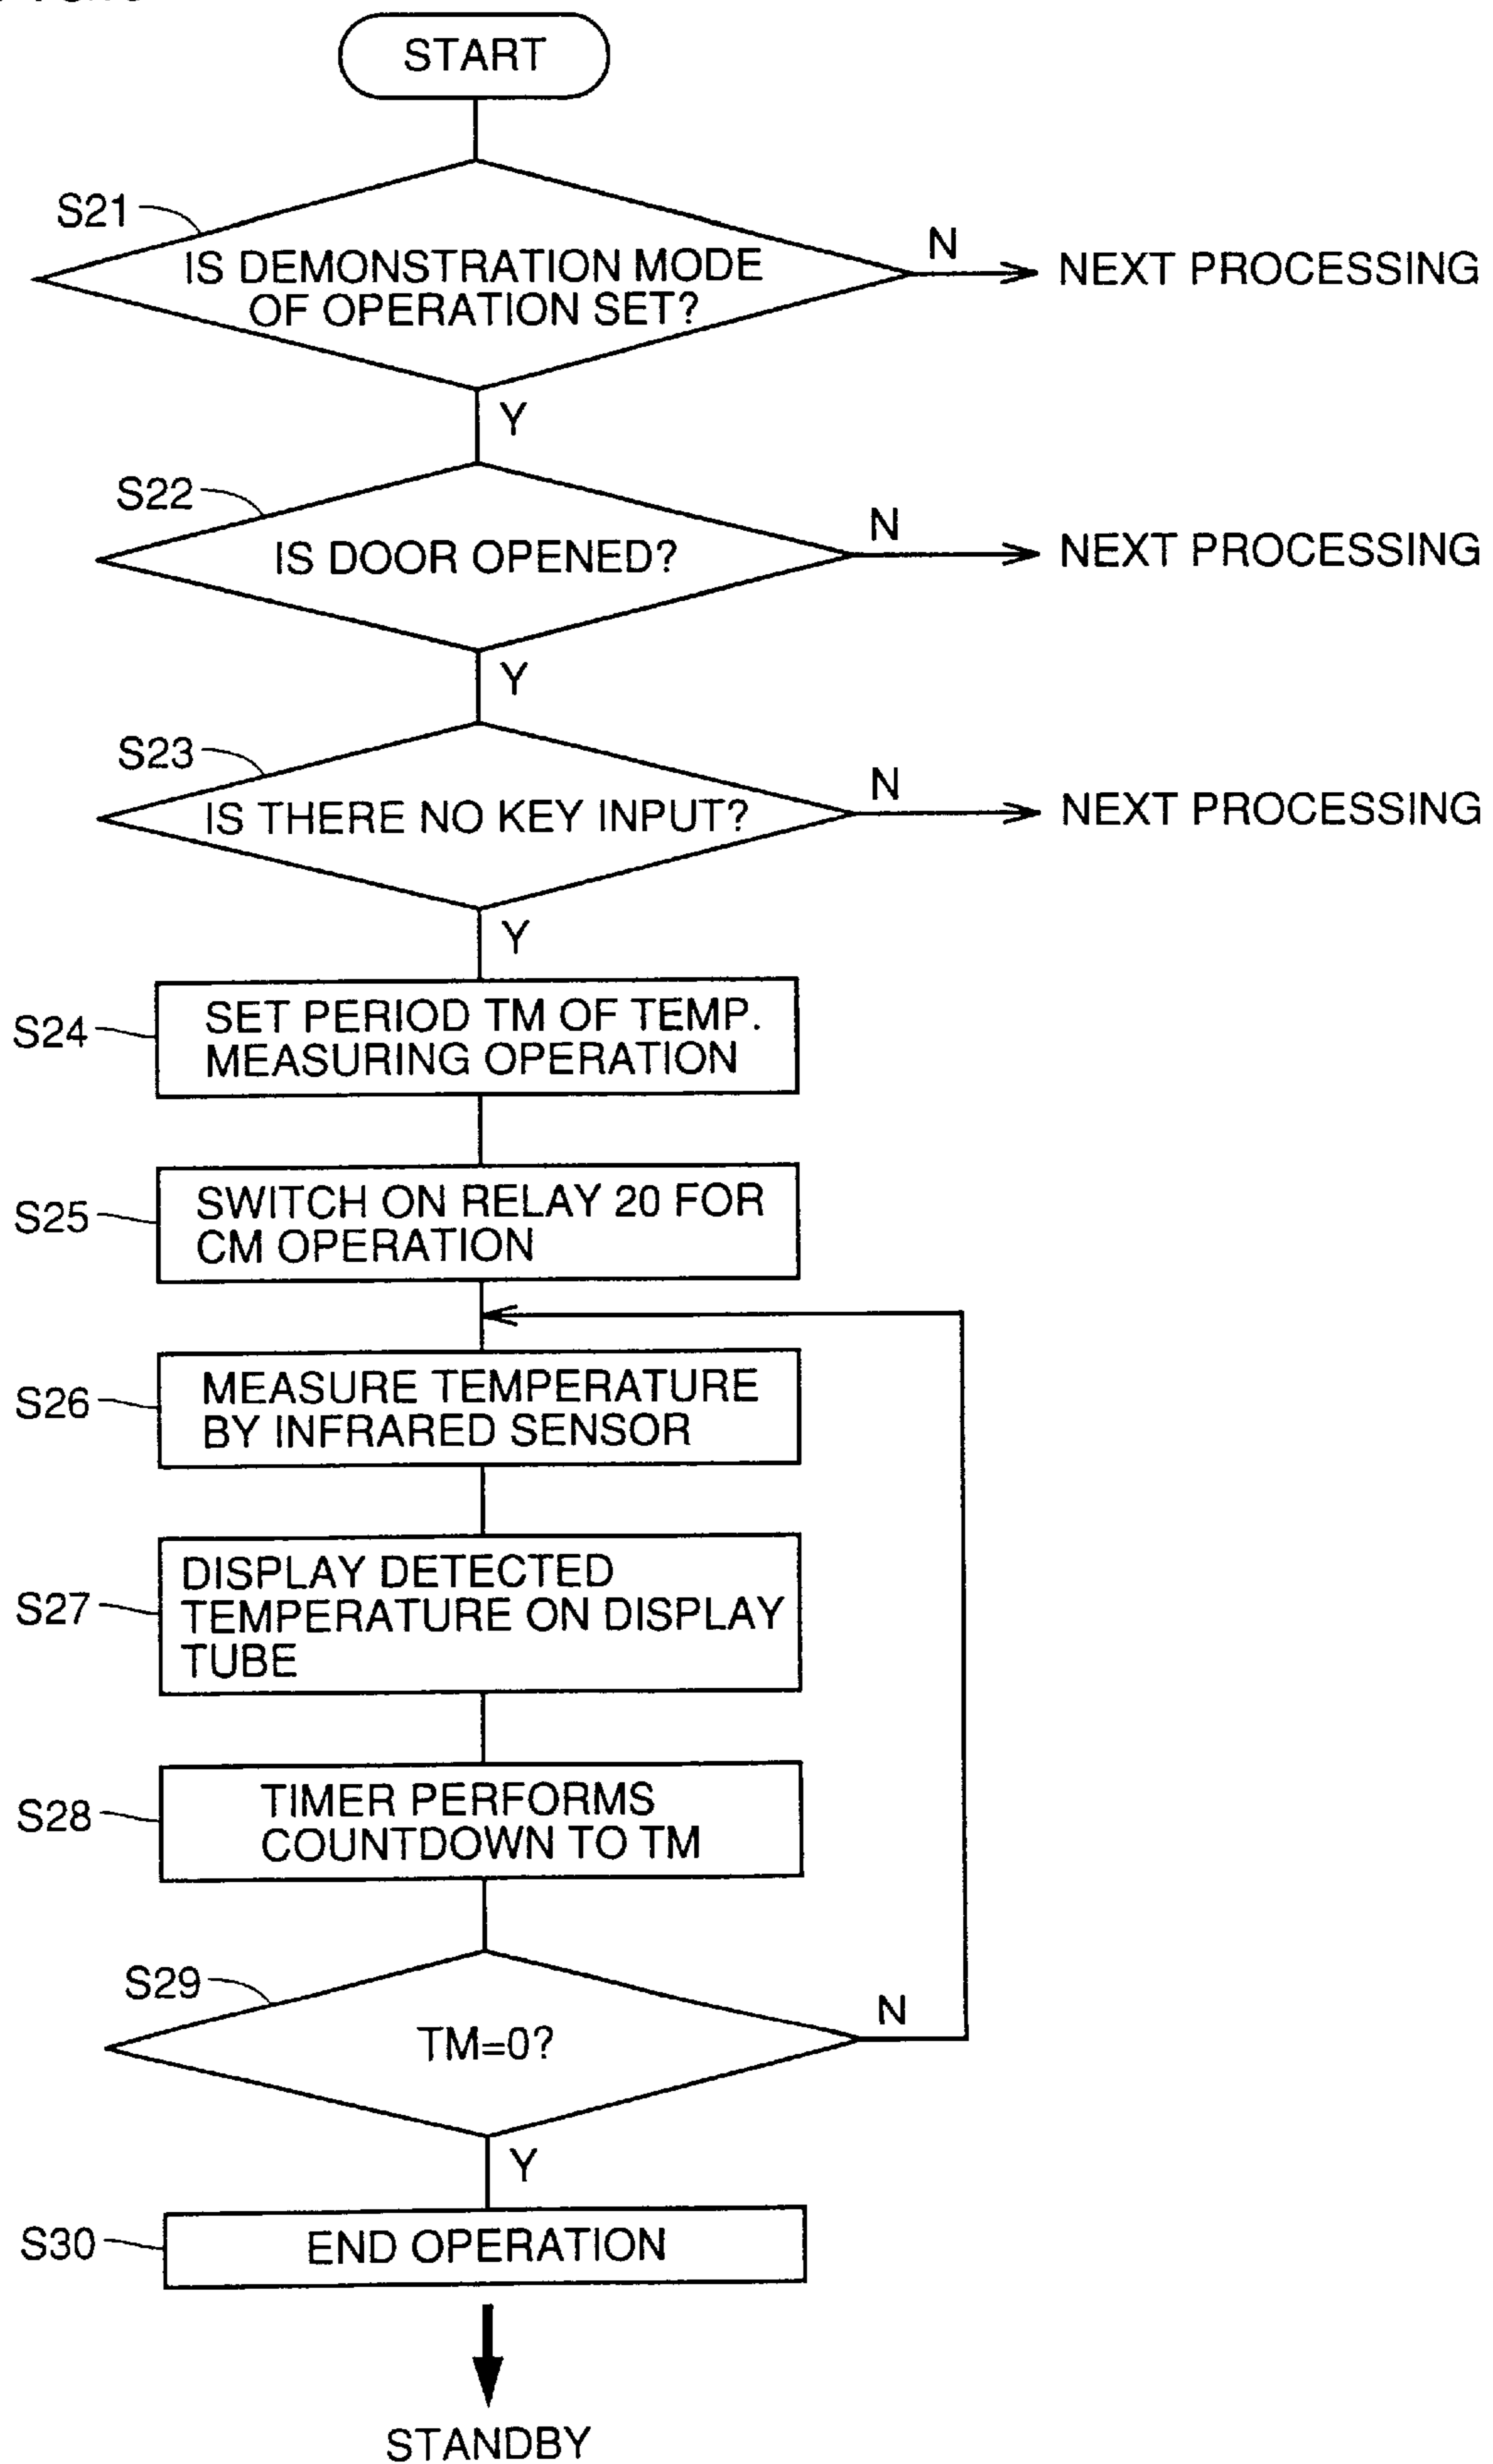 START
S21
IS DEMONSTRATION MODE
OF OPERATION SET?
N
NEXT PROCESSING
Y
S22
IS DOOR OPENED?
N
NEXT PROCESSING
Y
S23
IS THERE NO KEY INPUT?
N
NEXT PROCESSING
Y
S24
SET PERIOD TM OF TEMP.
MEASURING OPERATION
S25
SWITCH ON RELAY 20 FOR
CM OPERATION
S26
MEASURE TEMPERATURE
BY INFRARED SENSOR
S27
DISPLAY DETECTED
TEMPERATURE ON DISPLAY
TUBE
S28
TIMER PERFORMS
COUNTDOWN TO TM
S29
TM=0?
N
Y
S30
END OPERATION
STANDBY